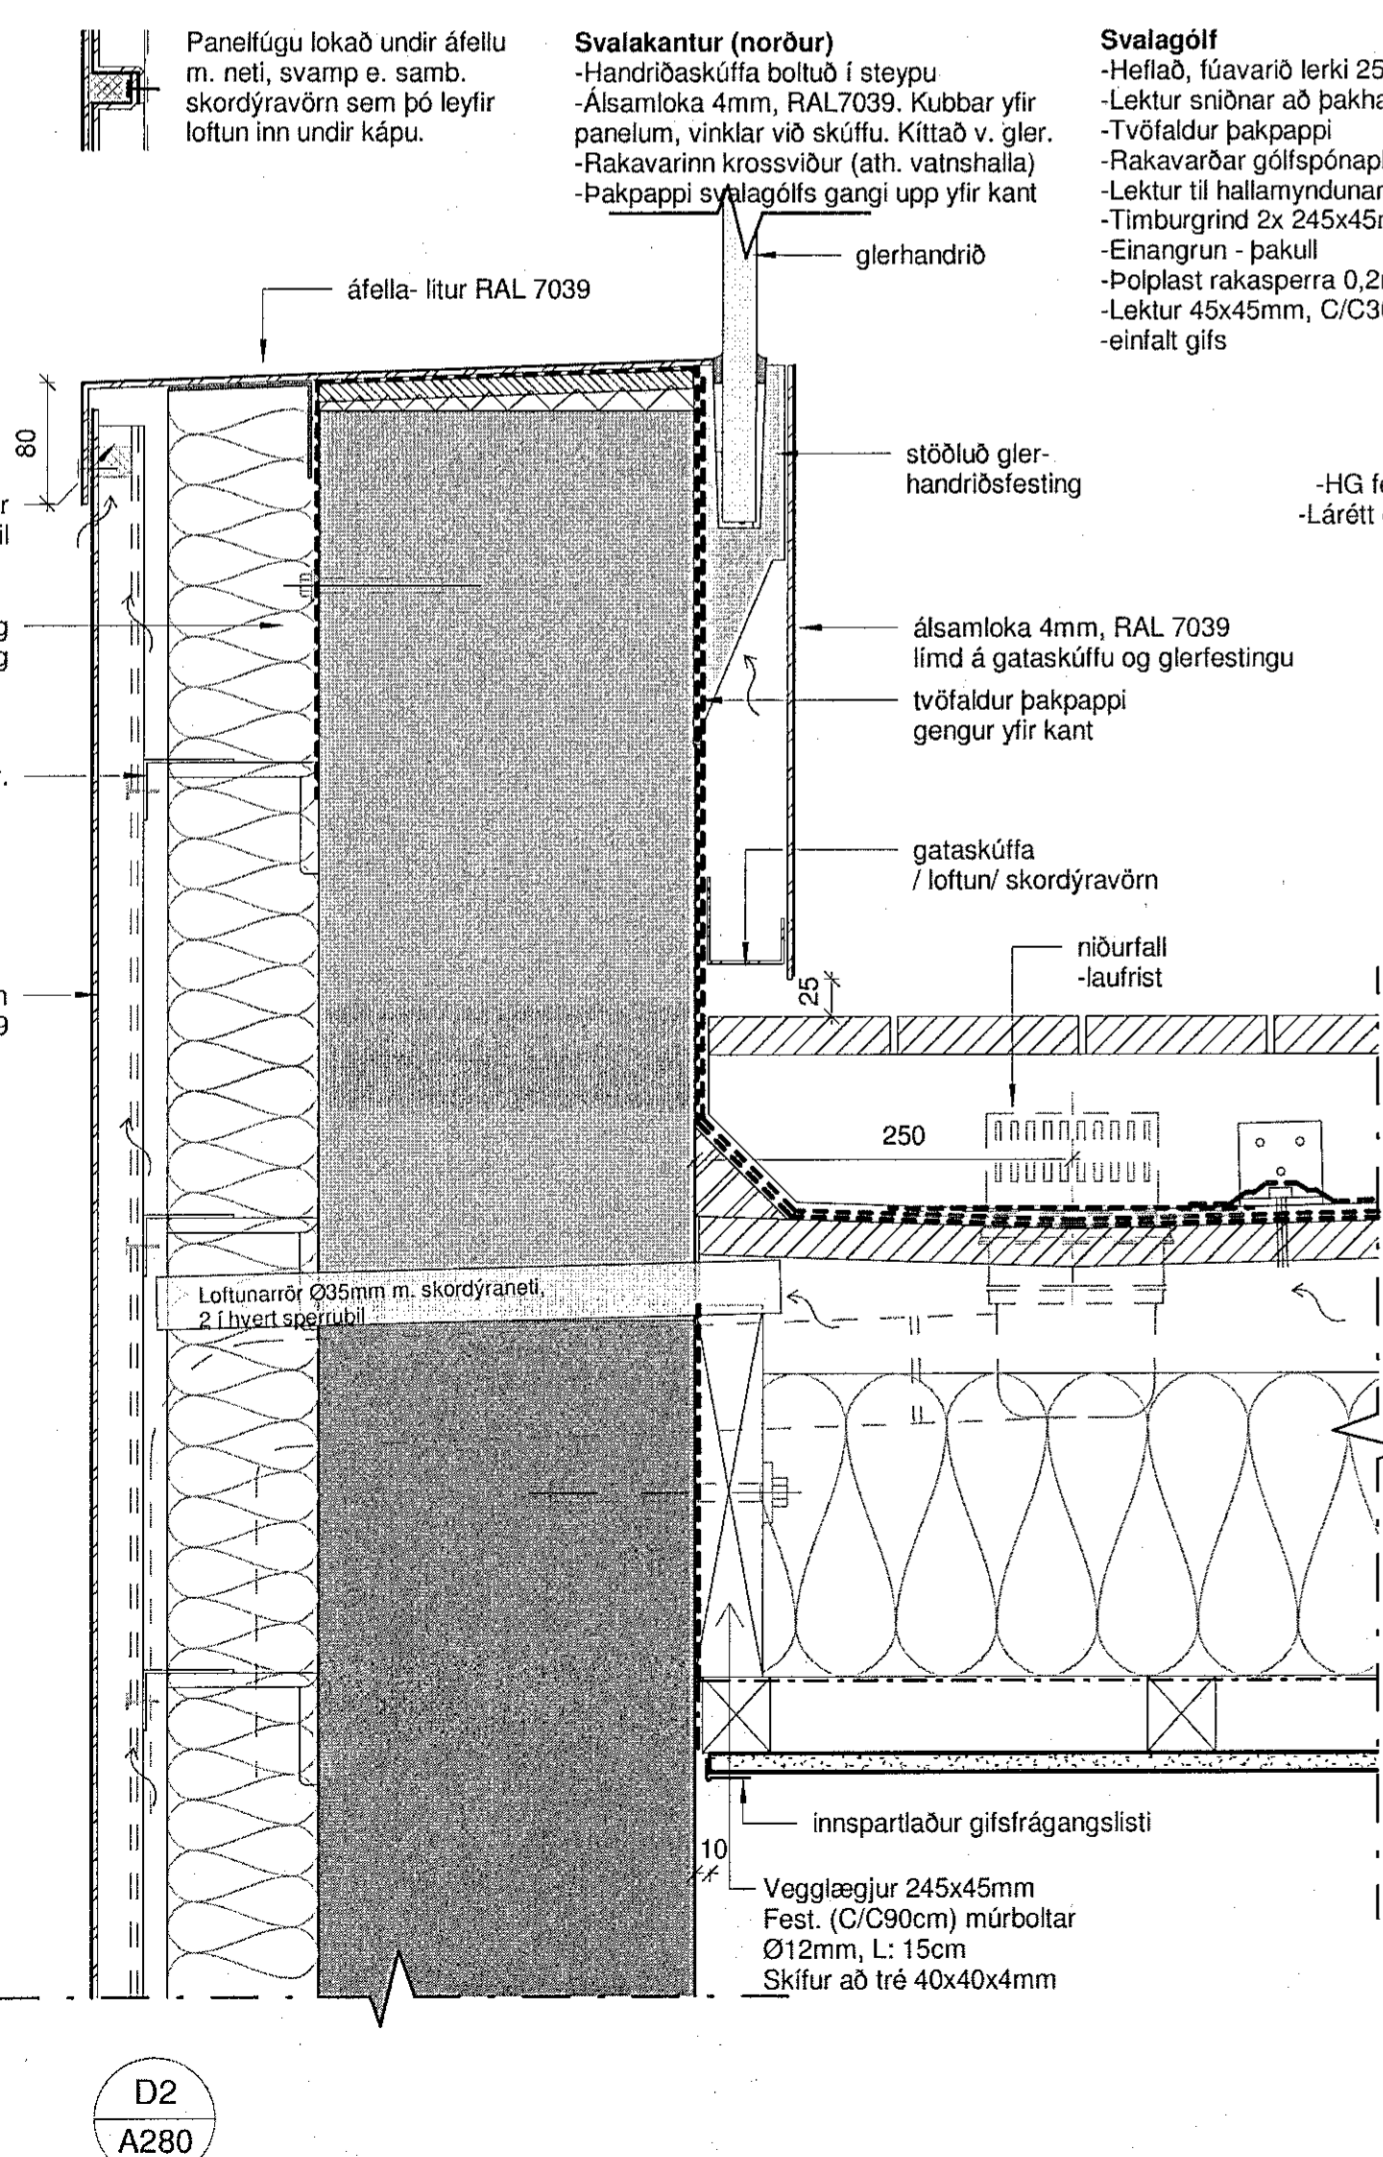 Panelfúgu lokað undir áfellu
m. neti, svamp e. samb.
skordýravörn sem þó leyfir
loftun inn undir kápu.
Svalakantur (norður)
-Handriðaskúffa boltuð í steypu
-Álsamloka 4mm, RAL7039. Kubbar yfir
panelum, vinklar við skúffu. Kíttað v. gler.
-Rakavarinn krossviður (ath. vatnshalla)
-Þakpappi svalagólfs gangi upp yfir kant
Svalagólf
-Heflað, fúavarið lerki 25
-Lektur sniðnar að þakha
-Tvöfaldur þakpappi
-Rakavarðar gólfspónapl
-Lektur til hallamyndunar
-Timburgrind 2x 245x45
-Einangrun - þakull
-Þolplast rakasperra 0,2
-Lektur 45x45mm, C/C3
-einfalt gifs
glerhandrið
áfella- litur RAL 7039
80
r
il
stöðluð gler-
handriðsfesting
-HG fe
-Lárétt
g
g
álsamloka 4mm, RAL 7039
límd á gataskúffu og glerfestingu
tvöfaldur þakpappi
gengur yfir kant
r.
gataskúffa
/ loftun/ skordýravörn
niðurfall
-laufrist
25
n
9
250
Loftunarrör Ø35mm m. skordýraneti,
2 í hvert sperrubil
innspartlaður gifsfrágangslisti
10
Vegglægjur 245x45mm
Fest. (C/C90cm) múrboltar
Ø12mm, L: 15cm
Skífur að tré 40x40x4mm
D2
A280